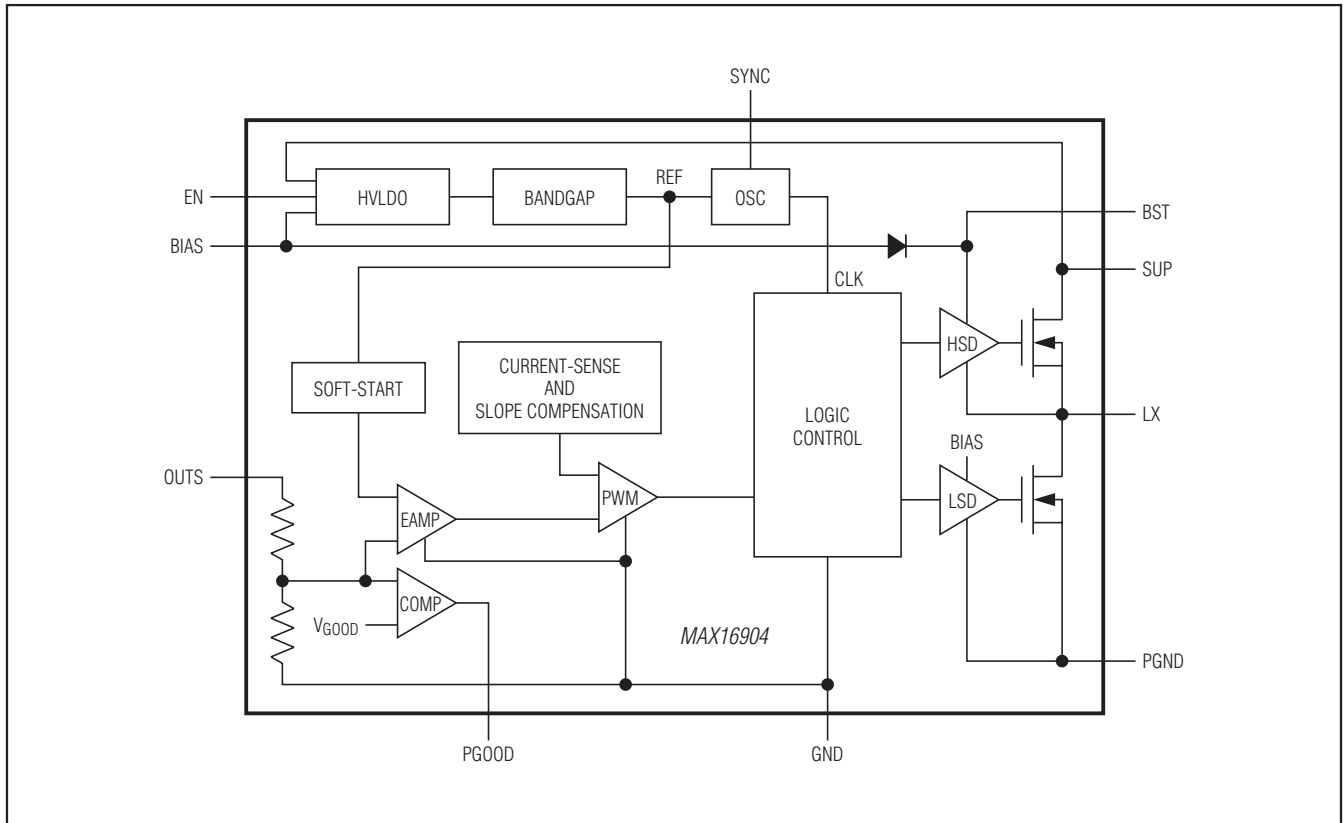 SYNC
EN
HVLDO
BANDGAP
REF
OSC
BST
BIAS
SUP
CLK
HSD
SOFT-START
CURRENT-SENSE
AND
SLOPE COMPENSATION
LOGIC
CONTROL
LX
BIAS
OUTS
EAMP
PWM
LSD
COMP
VGOOD
MAX16904
PGND
PGOOD
GND